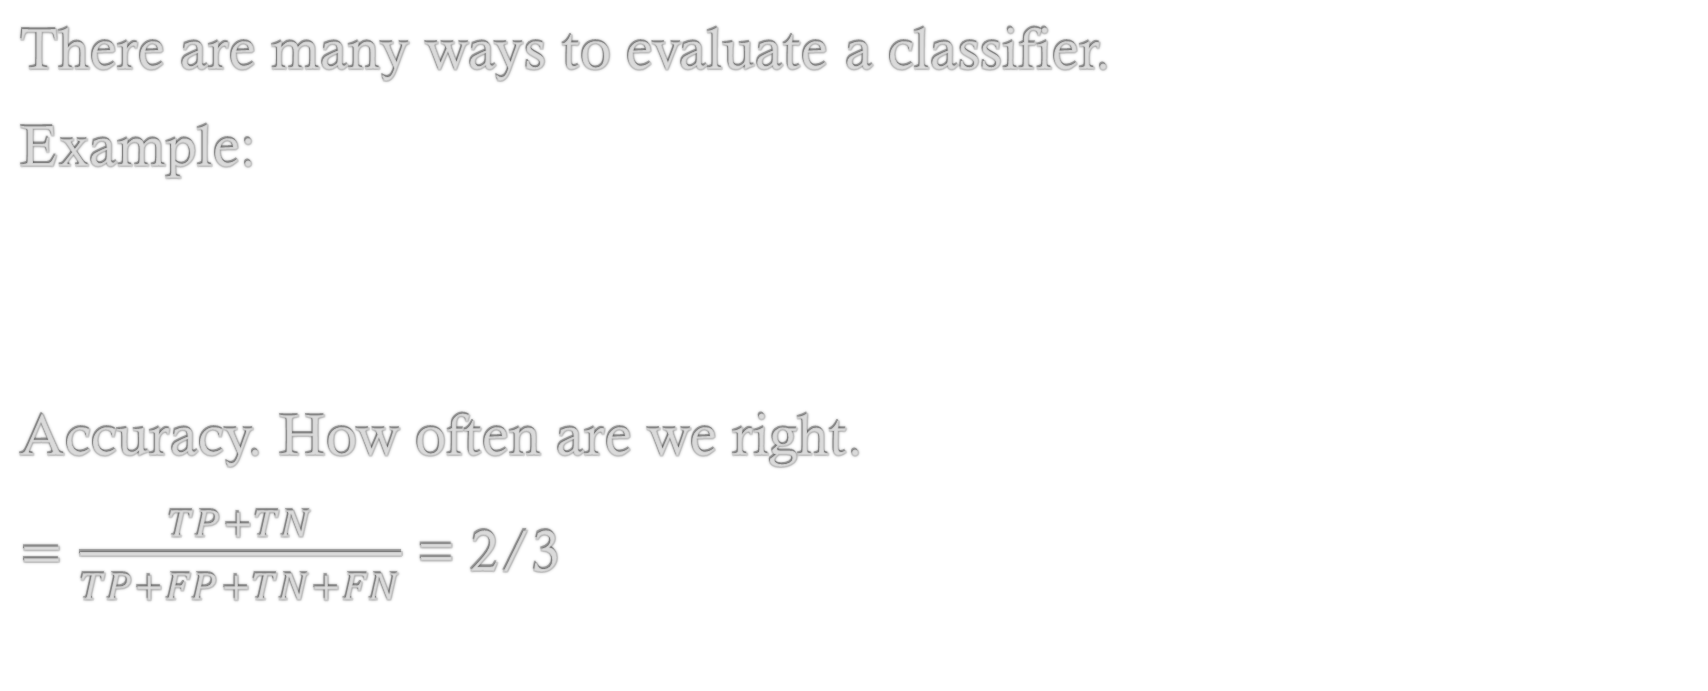 There are many ways to evaluate a classifier.
Example:
Accuracy. How often are we right.
= TP+TN / TP+FP+TN+FN = 2/3